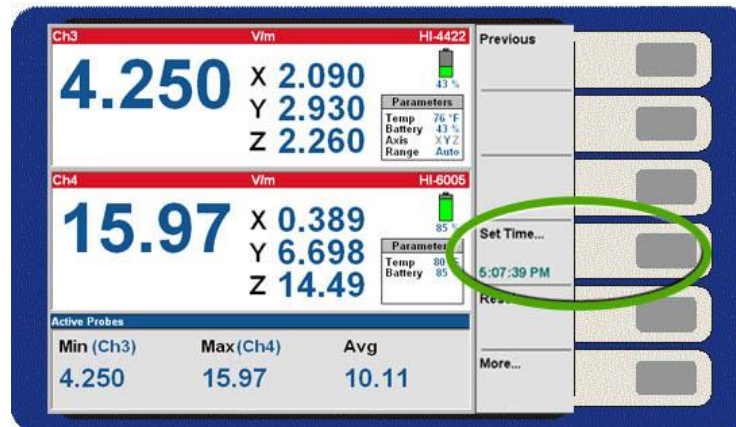 Ch3 V/m HI-4422
4.250
X 2.090
Y 2.930
Z 2.260
43 %
Parameters
Temp 76 °F
Battery 43 %
Axis X Y Z
Range Auto
Ch4 V/m HI-6005
15.97
X 0.389
Y 6.698
Z 14.49
85 %
Parameters
Temp 80 °F
Battery 85
Active Probes
Min (Ch3) Max (Ch4) Avg
4.250 15.97 10.11
Previous
Set Time...
5:07:39 PM
More...